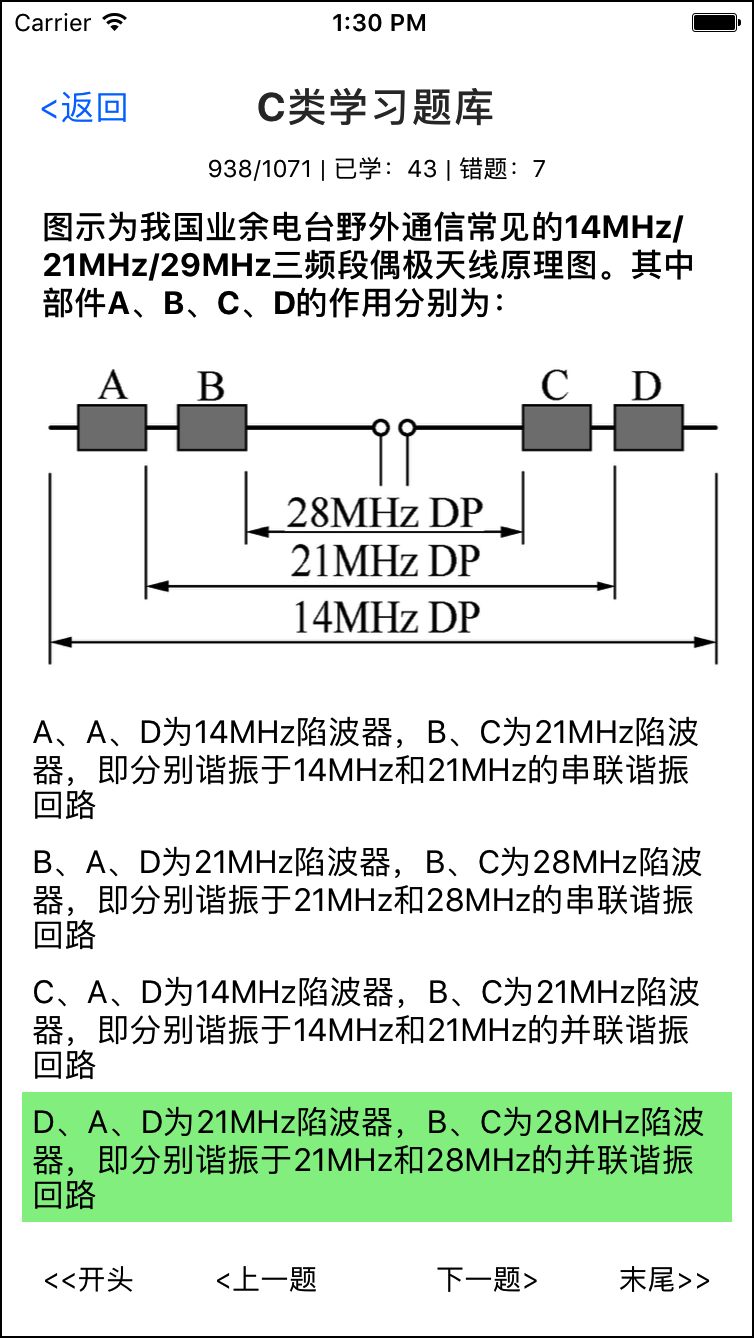 Carrier
1:30 PM
<返回
C类学习题库
938/1071 | 已学：43 | 错题：7
图示为我国业余电台野外通信常见的14MHz/
21MHz/29MHz三频段偶极天线原理图。其中
部件A、B、C、D的作用分别为：
A B C D
28MHz DP
21MHz DP
14MHz DP
A、A、D为14MHz陷波器，B、C为21MHz陷波
器，即分别谐振于14MHz和21MHz的串联谐振
回路
B、A、D为21MHz陷波器，B、C为28MHz陷波
器，即分别谐振于21MHz和28MHz的串联谐振
回路
C、A、D为14MHz陷波器，B、C为21MHz陷波
器，即分别谐振于14MHz和21MHz的并联谐振
回路
D、A、D为21MHz陷波器，B、C为28MHz陷波
器，即分别谐振于21MHz和28MHz的并联谐振
回路
<<开头 <上一题 下一题> 末尾>>